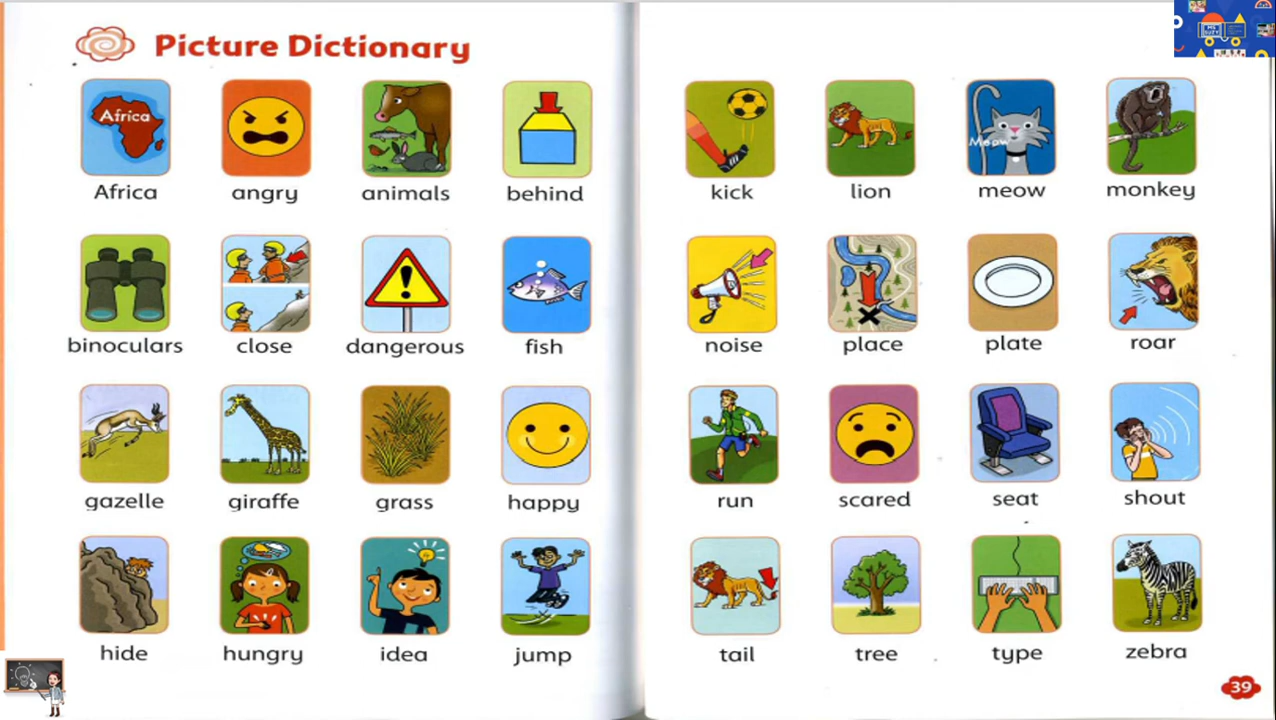 Picture Dictionary
Africa
Africa angry animals behind
binoculars close dangerous fish
gazelle giraffe grass happy
hide hungry idea jump
Meow
kick lion meow monkey
noise place plate roar
run scared seat shout
tail tree type zebra
39